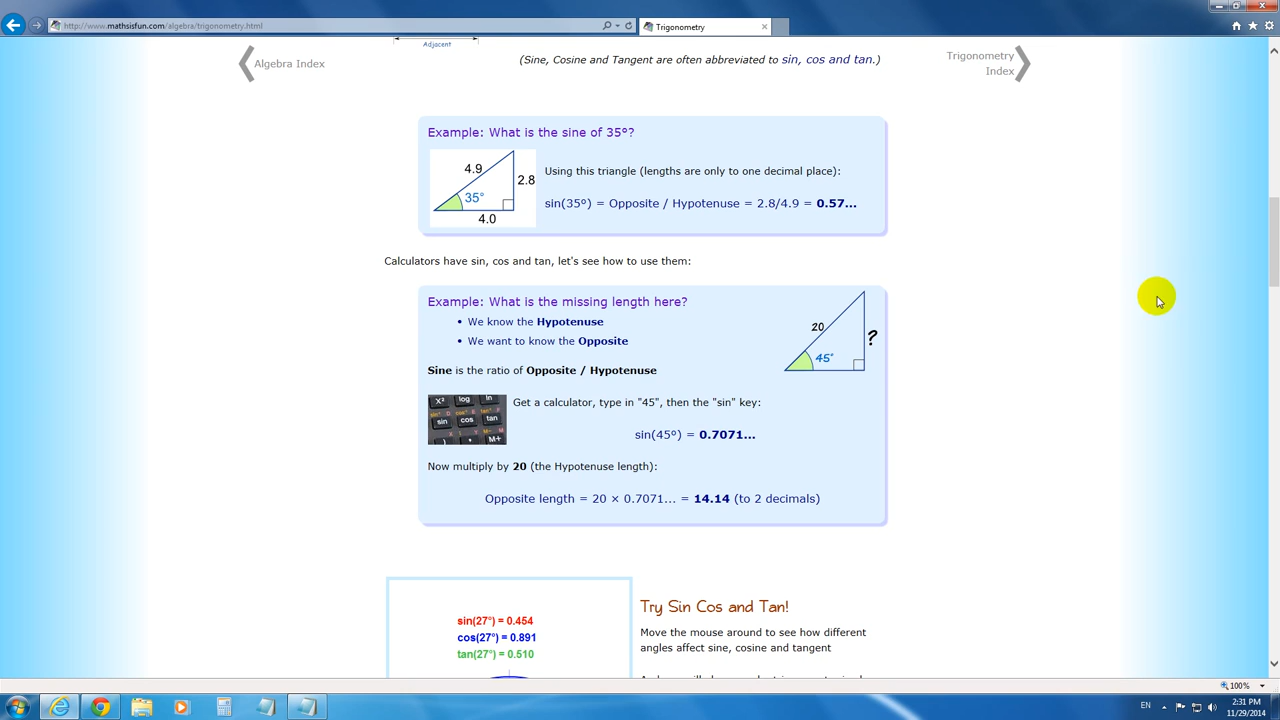 http://www.mathsisfun.com/algebra/trigonometry.html
Trigonometry
Adjacent
Algebra Index
(Sine, Cosine and Tangent are often abbreviated to sin, cos and tan.)
Trigonometry
Index
Example: What is the sine of 35°?
4.9
2.8
35°
4.0
Using this triangle (lengths are only to one decimal place):
sin(35°) = Opposite / Hypotenuse = 2.8/4.9 = 0.57...
Calculators have sin, cos and tan, let's see how to use them:
Example: What is the missing length here?
• We know the Hypotenuse
• We want to know the Opposite
20
?
45°
Sine is the ratio of Opposite / Hypotenuse
X² log ln
sin cos tan
M+
Get a calculator, type in "45", then the "sin" key:
sin(45°) = 0.7071...
Now multiply by 20 (the Hypotenuse length):
Opposite length = 20 × 0.7071... = 14.14 (to 2 decimals)
sin(27°) = 0.454
cos(27°) = 0.891
tan(27°) = 0.510
Try Sin Cos and Tan!
Move the mouse around to see how different
angles affect sine, cosine and tangent
100%
EN
2:31 PM
11/29/2014